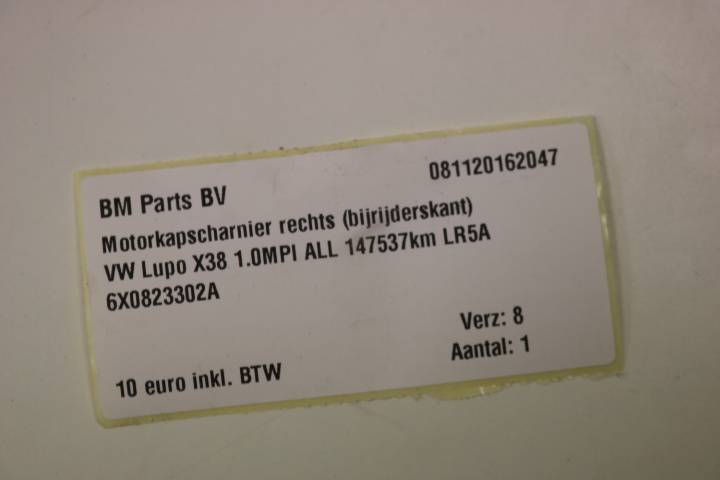 BM Parts BV
081120162047
Motorkapscharnier rechts (bijrijderskant)
VW Lupo X38 1.0MPI ALL 147537km LR5A
6X0823302A
Verz: 8
10 euro inkl. BTW
Aantal: 1